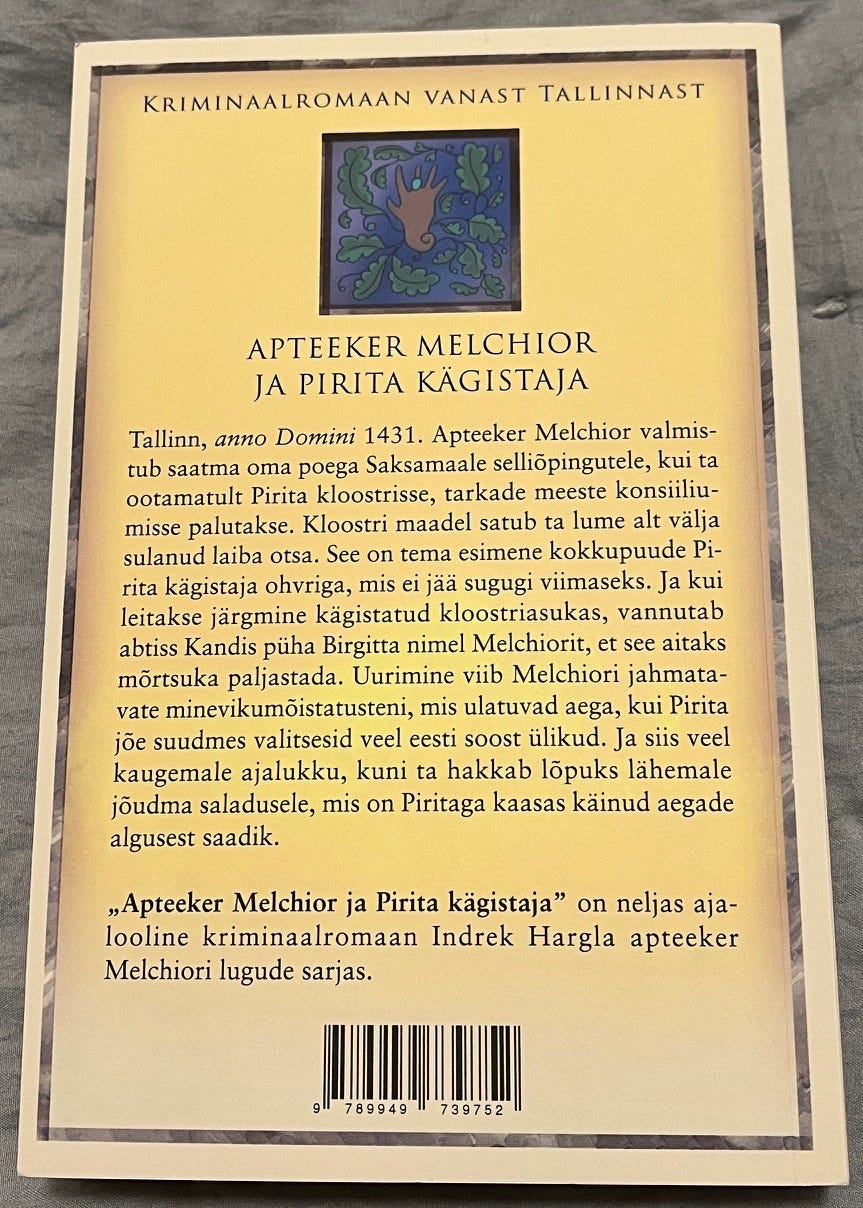 KRIMINAALROMAAN VANAST TALLINNAST
APTEEKER MELCHIOR
JA PIRITA KÄGISTAJA
Tallinn, anno Domini 1431. Apteeker Melchior valmis-
tub saatma oma poega Saksamaale selliõpingutele, kui ta
ootamatult Pirita kloostrisse, tarkade meeste konsiiliu-
misse palutakse. Kloostri maadel satub ta lume alt välja
sulanud laiba otsa. See on tema esimene kokkupuude Pi-
rita kägistaja ohvriga, mis ei jää sugugi viimaseks. Ja kui
leitakse järgmine kägistatud kloostriasukas, vannutab
abtiss Kandis püha Birgitta nimel Melchiorit, et see aitaks
mõrtsuka paljastada. Uurimine viib Melchiori jahmata-
vate minevikumõistatusteni, mis ulatuvad aega, kui Pirita
jõe suudmes valitsesid veel eesti soost ülikud. Ja siis veel
kaugemale ajalukku, kuni ta hakkab lõpuks lähemale
jõudma saladusele, mis on Piritaga kaasas käinud aegade
algusest saadik.
„Apteeker Melchior ja Pirita kägistaja” on neljas aja-
looline kriminaalromaan Indrek Hargla apteeker
Melchiori lugude sarjas.
9 789949 739752